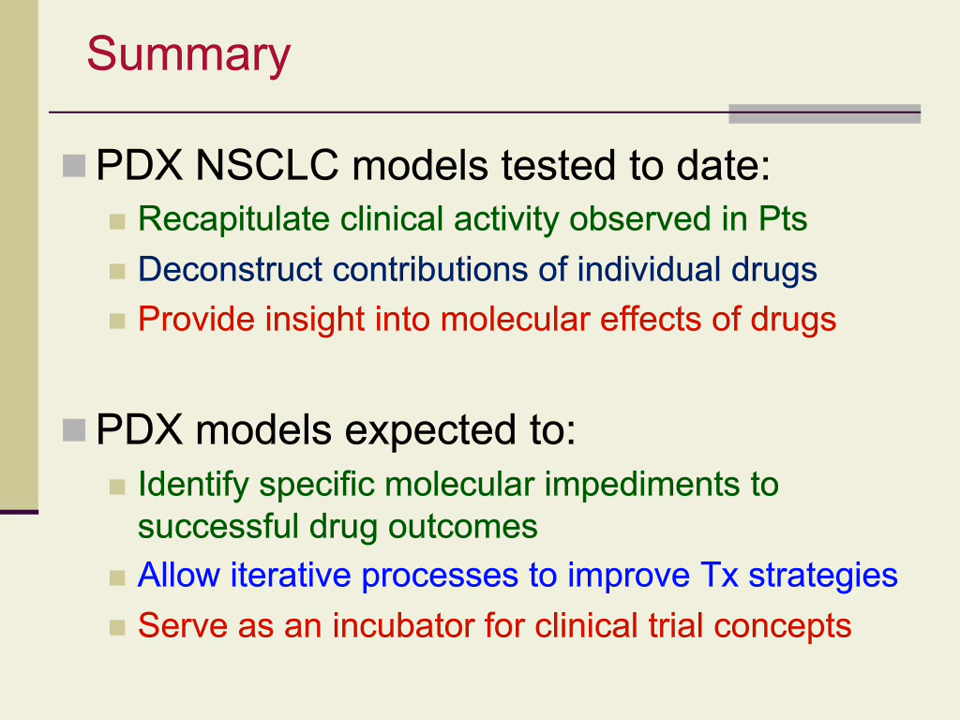 Summary
PDX NSCLC models tested to date:
Recapitulate clinical activity observed in Pts
Deconstruct contributions of individual drugs
Provide insight into molecular effects of drugs
PDX models expected to:
Identify specific molecular impediments to
successful drug outcomes
Allow iterative processes to improve Tx strategies
Serve as an incubator for clinical trial concepts